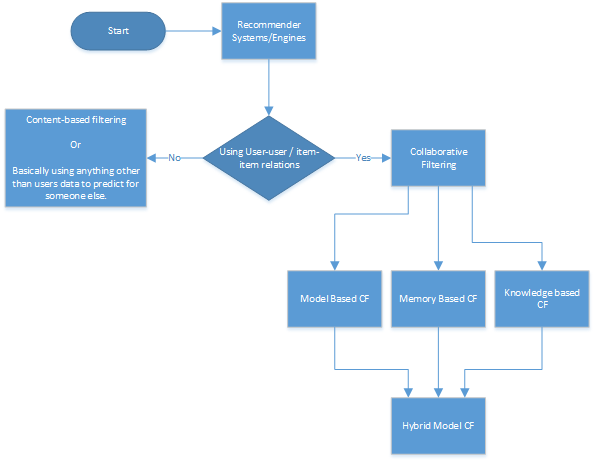 Start
Recommender
Systems/Engines
Content-based filtering
Or
Basically using anything other
than users data to predict for
someone else.
No
Using User-user / item-
item relations
Yes
Collaborative
Filtering
Model Based CF
Memory Based CF
Knowledge based
CF
Hybrid Model CF